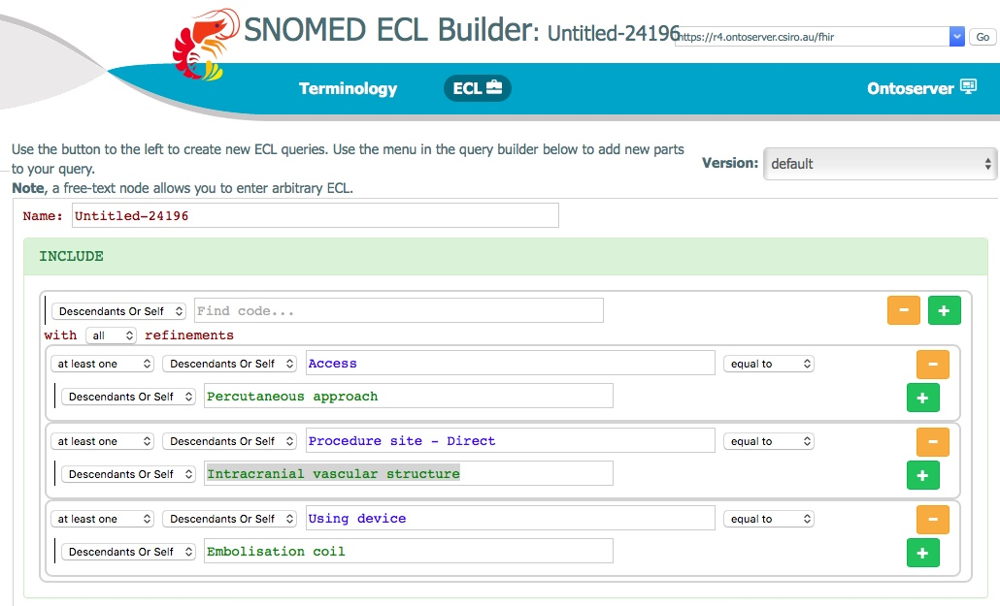 SNOMED ECL Builder: Untitled-24196
https://r4.ontoserver.csiro.au/fhir
Go
Terminology
ECL
Ontoserver
Use the button to the left to create new ECL queries. Use the menu in the query builder below to add new parts
to your query.
Note, a free-text node allows you to enter arbitrary ECL.
Version: default
Name: Untitled-24196
INCLUDE
Descendants Or Self Find code... - +
with all refinements
at least one Descendants Or Self Access equal to -
Descendants Or Self Percutaneous approach +
at least one Descendants Or Self Procedure site - Direct equal to -
Descendants Or Self Intracranial vascular structure +
at least one Descendants Or Self Using device equal to -
Descendants Or Self Embolisation coil +